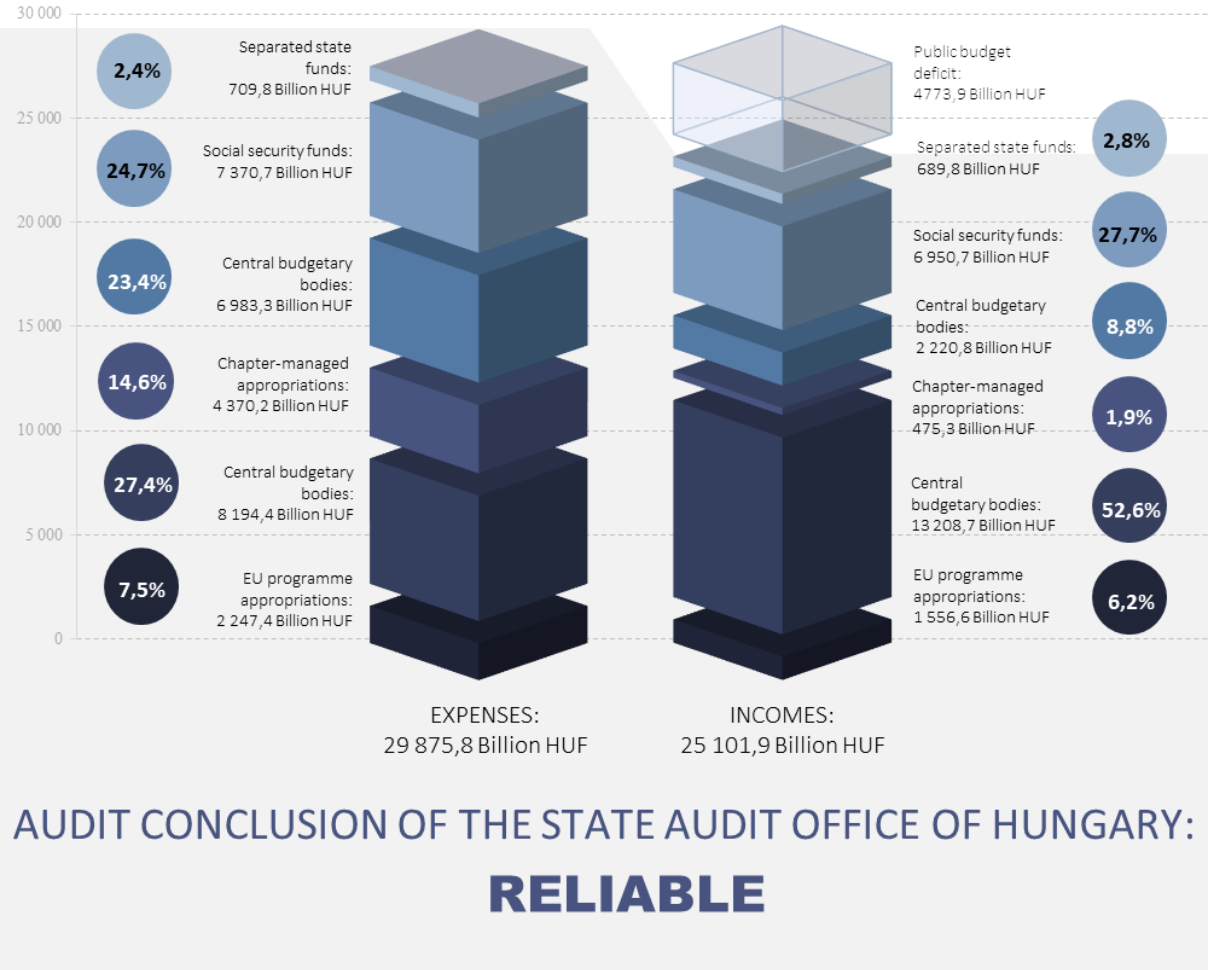 30 000
25 000
20 000
15 000
10 000
5 000
0
2,4%
Separated state
funds:
709,8 Billion HUF
24,7%
Social security funds:
7 370,7 Billion HUF
23,4%
Central budgetary
bodies:
6 983,3 Billion HUF
14,6%
Chapter-managed
appropriations:
4 370,2 Billion HUF
27,4%
Central budgetary
bodies:
8 194,4 Billion HUF
7,5%
EU programme
appropriations:
2 247,4 Billion HUF
Public budget
deficit:
4773,9 Billion HUF
Separated state funds:
689,8 Billion HUF
2,8%
Social security funds:
6 950,7 Billion HUF
27,7%
Central budgetary
bodies:
2 220,8 Billion HUF
8,8%
Chapter-managed
appropriations:
475,3 Billion HUF
1,9%
Central
budgetary bodies:
13 208,7 Billion HUF
52,6%
EU programme
appropriations:
1 556,6 Billion HUF
6,2%
EXPENSES:
29 875,8 Billion HUF
INCOMES:
25 101,9 Billion HUF
AUDIT CONCLUSION OF THE STATE AUDIT OFFICE OF HUNGARY:
RELIABLE